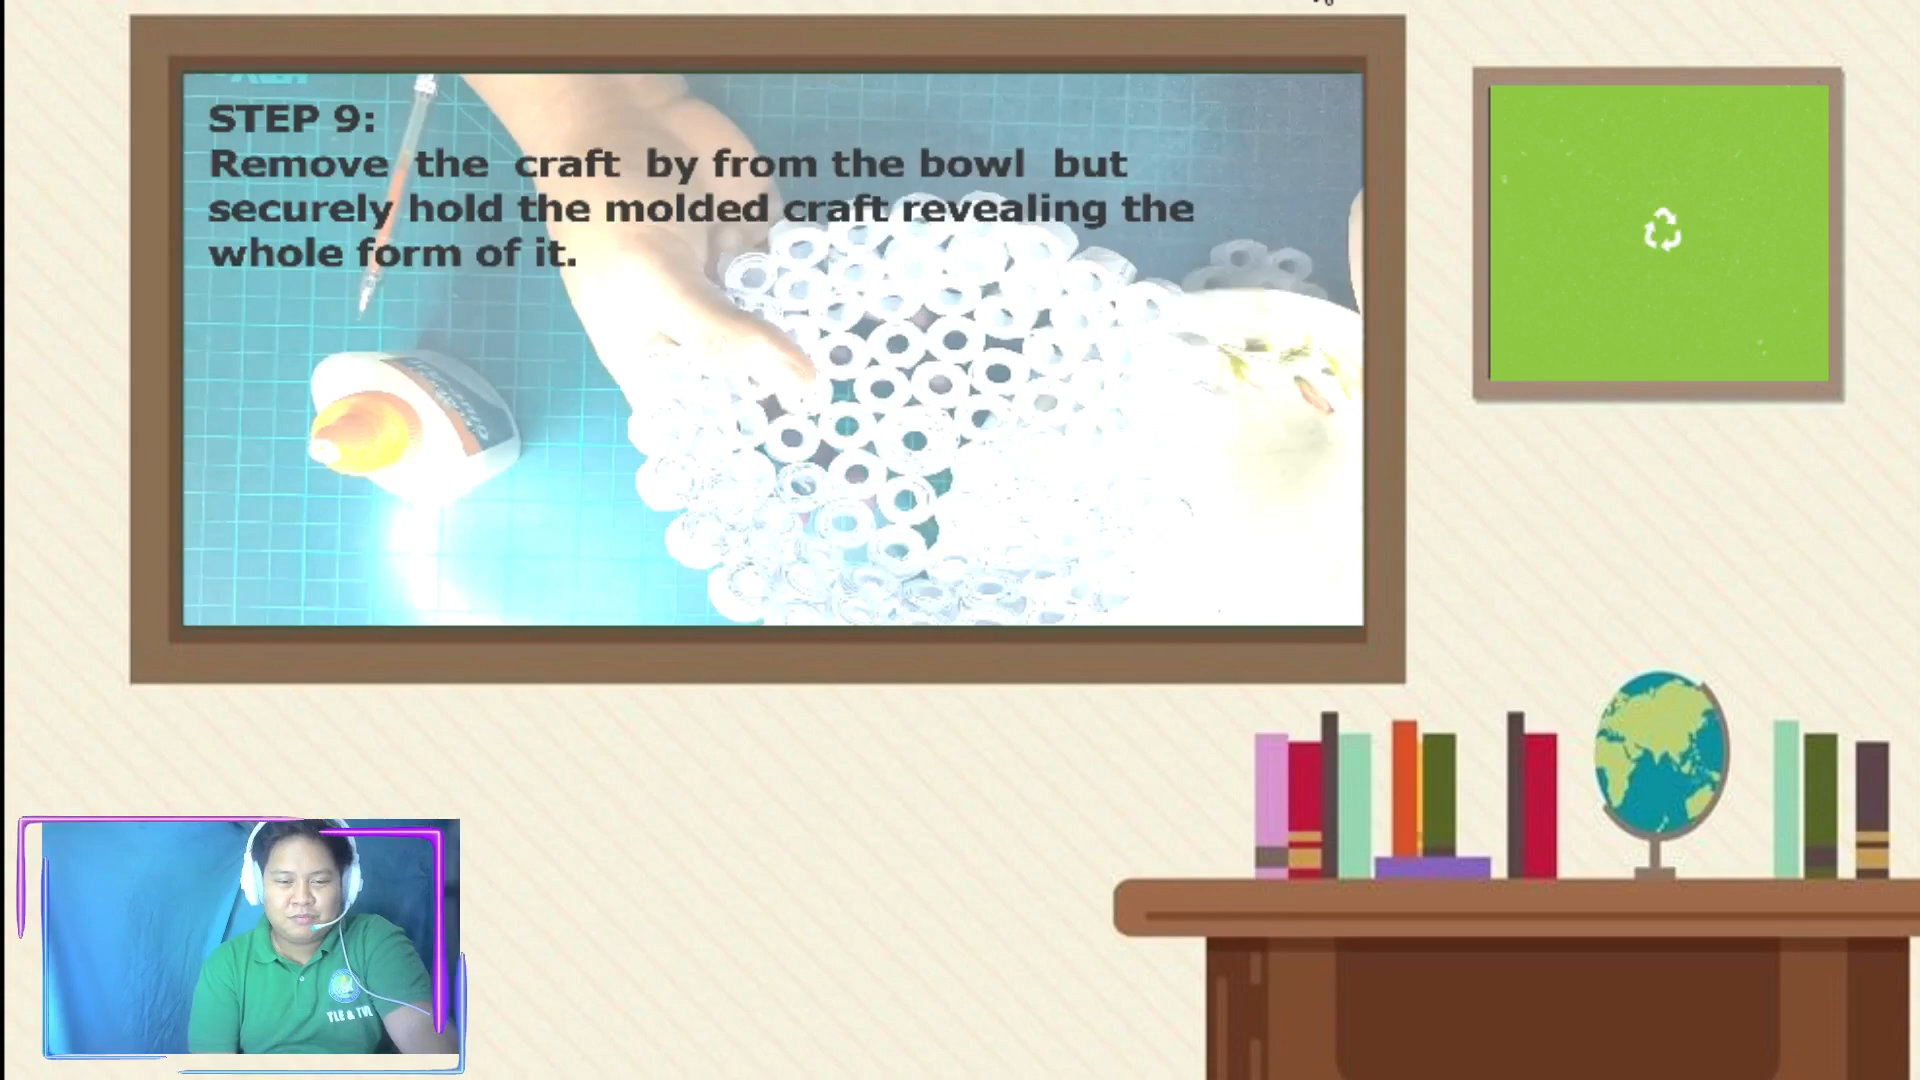 STEP 9:
Remove the craft by from the bowl but
securely hold the molded craft revealing the
whole form of it.
TLE & TVL